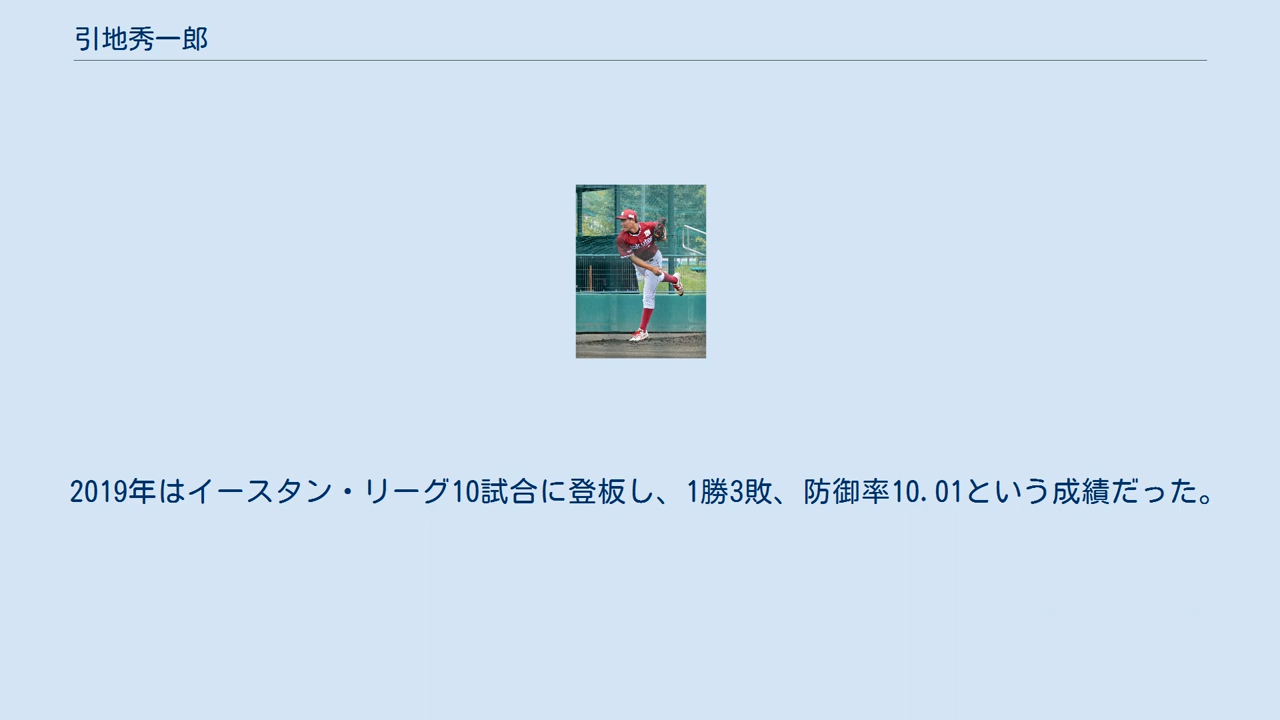 引地秀一郎
2019年はイースタン・リーグ10試合に登板し、1勝3敗、防御率10.01という成績だった。